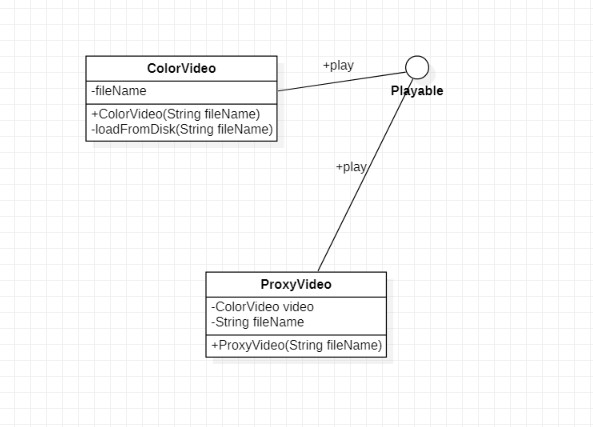 ColorVideo
-fileName
+ColorVideo(String fileName)
-loadFromDisk(String fileName)
+play
Playable
+play
ProxyVideo
-ColorVideo video
-String fileName
+ProxyVideo(String fileName)